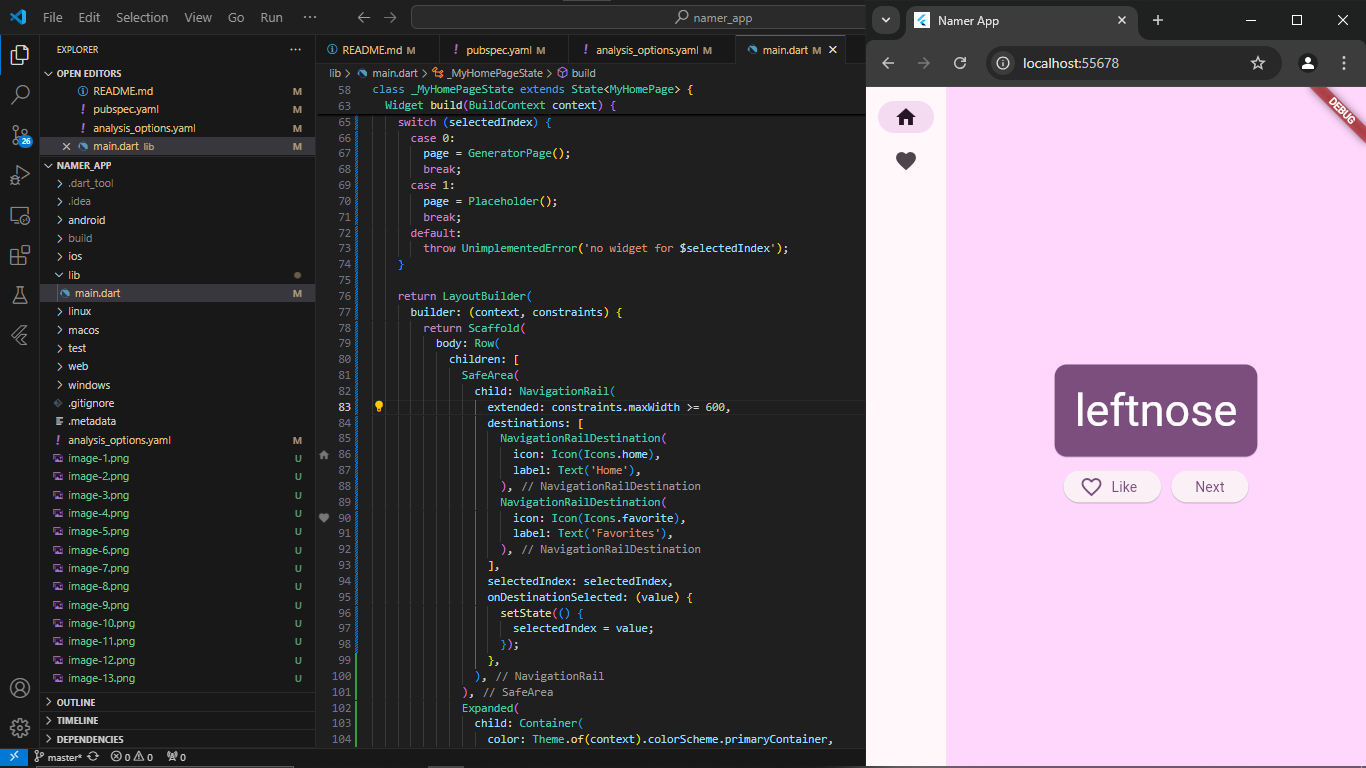 File Edit Selection View Go Run ··· namer_app
EXPLORER
OPEN EDITORS
README.md M
pubspec.yaml M
analysis_options.yaml M
main.dart lib M
NAMER_APP
.dart_tool
.idea
android
build
ios
lib
main.dart M
linux
macos
test
web
windows
.gitignore
.metadata
analysis_options.yaml M
image-1.png U
image-2.png U
image-3.png U
image-4.png U
image-5.png U
image-6.png U
image-7.png U
image-8.png U
image-9.png U
image-10.png U
image-11.png U
image-12.png U
image-13.png U
OUTLINE
TIMELINE
DEPENDENCIES
26
README.md M pubspec.yaml M analysis_options.yaml M main.dart M
lib > main.dart > _MyHomePageState > build
58 class _MyHomePageState extends State<MyHomePage> {
63 Widget build(BuildContext context) {
65 switch (selectedIndex) {
66 case 0:
67 page = GeneratorPage();
68 break;
69 case 1:
70 page = Placeholder();
71 break;
72 default:
73 throw UnimplementedError('no widget for $selectedIndex');
74 }
75
76 return LayoutBuilder(
77 builder: (context, constraints) {
78 return Scaffold(
79 body: Row(
80 children: [
81 SafeArea(
82 child: NavigationRail(
83 extended: constraints.maxWidth >= 600,
84 destinations: [
85 NavigationRailDestination(
86 icon: Icon(Icons.home),
87 label: Text('Home'),
88 ), // NavigationRailDestination
89 NavigationRailDestination(
90 icon: Icon(Icons.favorite),
91 label: Text('Favorites'),
92 ), // NavigationRailDestination
93 ],
94 selectedIndex: selectedIndex,
95 onDestinationSelected: (value) {
96 setState(() {
97 selectedIndex = value;
98 });
99 },
100 ), // NavigationRail
101 ), // SafeArea
102 Expanded(
103 child: Container(
104 color: Theme.of(context).colorScheme.primaryContainer,
master* 0 0 0
Namer App
localhost:55678
DEBUG
leftnose
Like Next